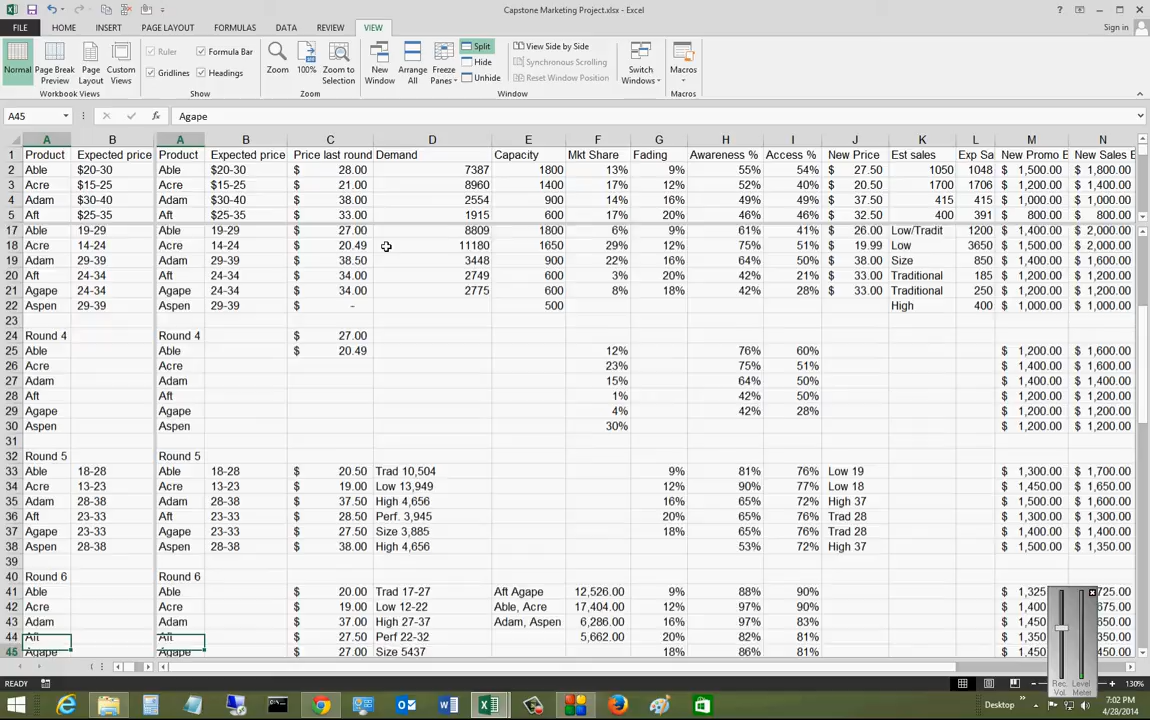 Capstone Marketing Project.xlsx - Excel
FILE HOME INSERT PAGE LAYOUT FORMULAS DATA REVIEW VIEW Sign in
Normal Page Break Preview Page Layout Custom Views Ruler Formula Bar Gridlines Headings Zoom 100% Zoom to Selection New Window Arrange All Freeze Panes Split Hide Unhide View Side by Side Synchronous Scrolling Reset Window Position Switch Windows Macros
Workbook Views Show Zoom Window Macros
A45 fx Agape
A B A B C D E F G H I J K L M N
1 Product Expected price Product Expected price Price last round Demand Capacity Mkt Share Fading Awareness % Access % New Price Est sales Exp Sa New Promo New Sales
2 Able $20-30 Able $20-30 $ 28.00 7387 1800 13% 9% 55% 54% $ 27.50 1050 1048 $ 1,500.00 $ 1,800.00
3 Acre $15-25 Acre $15-25 $ 21.00 8960 1400 17% 12% 52% 40% $ 20.50 1700 1706 $ 1,000.00 $ 1,000.00
4 Adam $30-40 Adam $30-40 $ 38.00 2554 900 14% 16% 49% 49% $ 37.50 415 415 $ 1,000.00 $ 1,000.00
5 Aft $25-35 Aft $25-35 $ 33.00 1915 600 17% 20% 46% 46% $ 32.50 400 391 $ 800.00 $ 1,000.00
17 Able 19-29 Able 19-29 $ 27.00 8809 1800 6% 9% 61% 41% $ 26.00 Low/Tradit 1200 $ 1,400.00 $ 2,000.00
18 Acre 14-24 Acre 14-24 $ 20.49 11180 1650 29% 12% 75% 51% $ 19.99 Low 3650 $ 1,500.00 $ 2,000.00
19 Adam 29-39 Adam 29-39 $ 38.50 3448 900 22% 16% 64% 50% $ 38.00 Size 850 $ 1,400.00 $ 1,200.00
20 Aft 24-34 Aft 24-34 $ 34.00 2749 600 3% 20% 42% 21% $ 33.00 Traditional 185 $ 1,200.00 $ 1,000.00
21 Agape 24-34 Agape 24-34 $ 34.00 2775 600 8% 18% 42% 28% $ 33.00 Traditional 250 $ 1,200.00 $ 1,000.00
22 Aspen 29-39 Aspen 29-39 $ - 500 High 400 $ 1,000.00 $ 1,000.00
23
24 Round 4 Round 4 $ 27.00
25 Able Able $ 20.49 12% 76% 60% $ 1,200.00 $ 1,600.00
26 Acre Acre 23% 75% 51% $ 1,400.00 $ 1,600.00
27 Adam Adam 15% 64% 50% $ 1,400.00 $ 1,400.00
28 Aft Aft 1% 42% 50% $ 1,200.00 $ 1,200.00
29 Agape Agape 4% 42% 28% $ 1,200.00 $ 1,200.00
30 Aspen Aspen 30% $ 1,200.00 $ 1,200.00
31
32 Round 5 Round 5
33 Able 18-28 Able 18-28 $ 20.50 Trad 10,504 9% 81% 76% Low 19 $ 1,300.00 $ 1,700.00
34 Acre 13-23 Acre 13-23 $ 19.00 Low 13,949 12% 90% 77% Low 18 $ 1,450.00 $ 1,650.00
35 Adam 28-38 Adam 28-38 $ 37.50 High 4,656 16% 65% 72% High 37 $ 1,500.00 $ 1,600.00
36 Aft 23-33 Aft 23-33 $ 28.50 Perf. 3,945 20% 65% 76% Trad 28 $ 1,300.00 $ 1,300.00
37 Agape 23-33 Agape 23-33 $ 27.50 Size 3,885 18% 65% 76% Trad 28 $ 1,400.00 $ 1,400.00
38 Aspen 28-38 Aspen 28-38 $ 38.00 High 4,656 53% 72% High 37 $ 1,500.00 $ 1,350.00
39
40 Round 6 Round 6
41 Able Able $ 20.00 Trad 17-27 Aft Agape 12,526.00 9% 88% 90% $ 1,325 725.00
42 Acre Acre $ 19.00 Low 12-22 Able, Acre 17,404.00 12% 97% 90% $ 1,400 675.00
43 Adam Adam $ 37.00 High 27-37 Adam, Aspen 6,286.00 16% 97% 83% $ 1,450 650.00
44 Aft Aft $ 27.50 Perf 22-32 5,662.00 20% 82% 81% $ 1,350 350.00
45 Agape Agape $ 27.00 Size 5437 18% 86% 81% $ 1,450 400.00
Rec. Vol. Level Meter
READY 130%
Desktop 7:02 PM
4/28/2014